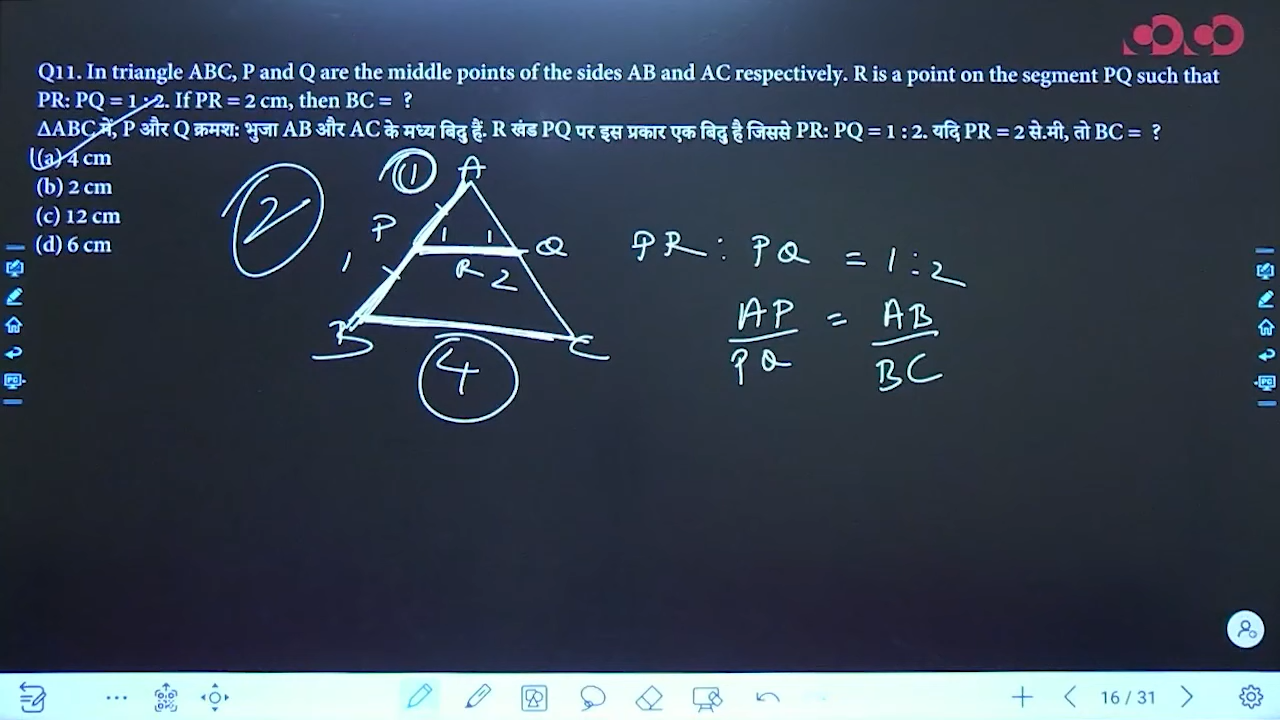 Q11. In triangle ABC, P and Q are the middle points of the sides AB and AC respectively. R is a point on the segment PQ such that
PR: PQ = 1 : 2. If PR = 2 cm, then BC = ?
ΔABC में, P और Q क्रमश: भुजा AB और AC के मध्य बिंदु हैं. R खंड PQ पर इस प्रकार एक बिंदु है जिससे PR: PQ = 1 : 2. यदि PR = 2 से.मी, तो BC = ?
(a) 4 cm
(b) 2 cm
(c) 12 cm
(d) 6 cm
1 A
2
P 1 1 Q
R 2
1
B C
4
PR : PQ = 1 : 2
AP/PQ = AB/BC
16 / 31